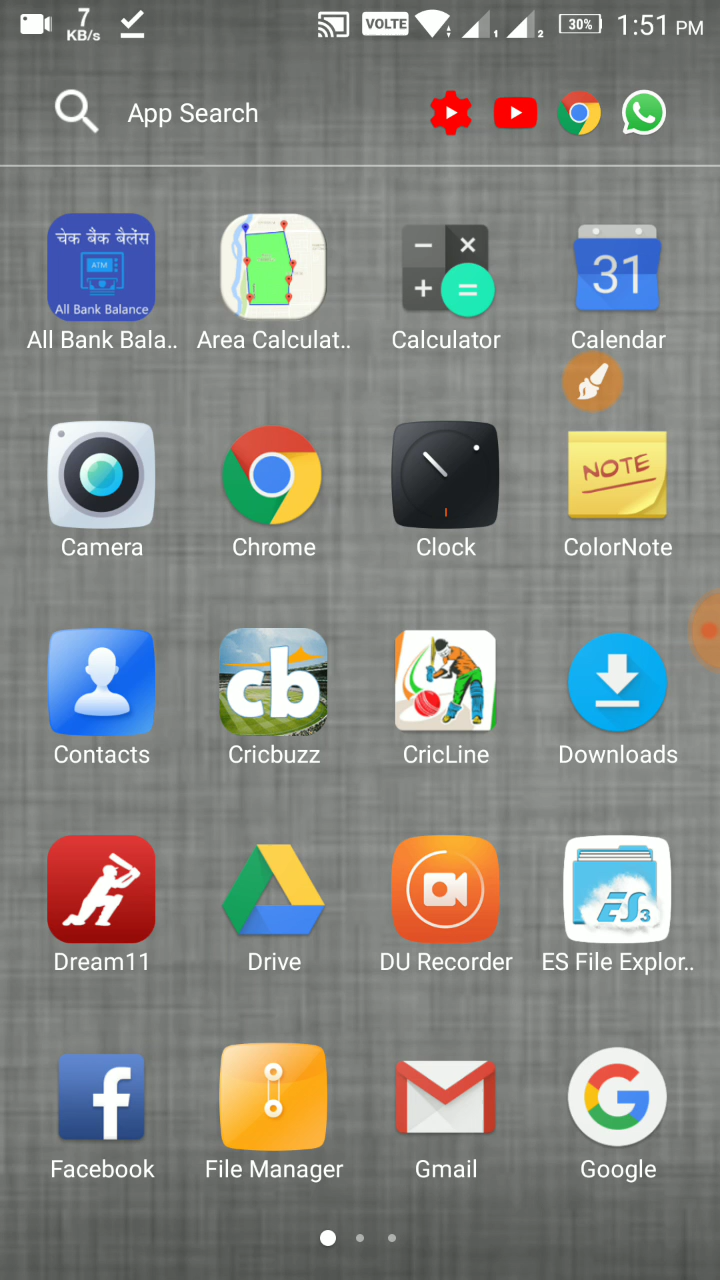 7
KB/s
VOLTE
1
2
30%
1:51 PM
App Search
चेक बैंक बैलेंस
ATM
All Bank Balance
31
All Bank Bala..
Area Calculat..
Calculator
Calendar
NOTE
Camera
Chrome
Clock
ColorNote
cb
Contacts
Cricbuzz
CricLine
Downloads
ES3
Dream11
Drive
DU Recorder
ES File Explor..
f
G
Facebook
File Manager
Gmail
Google